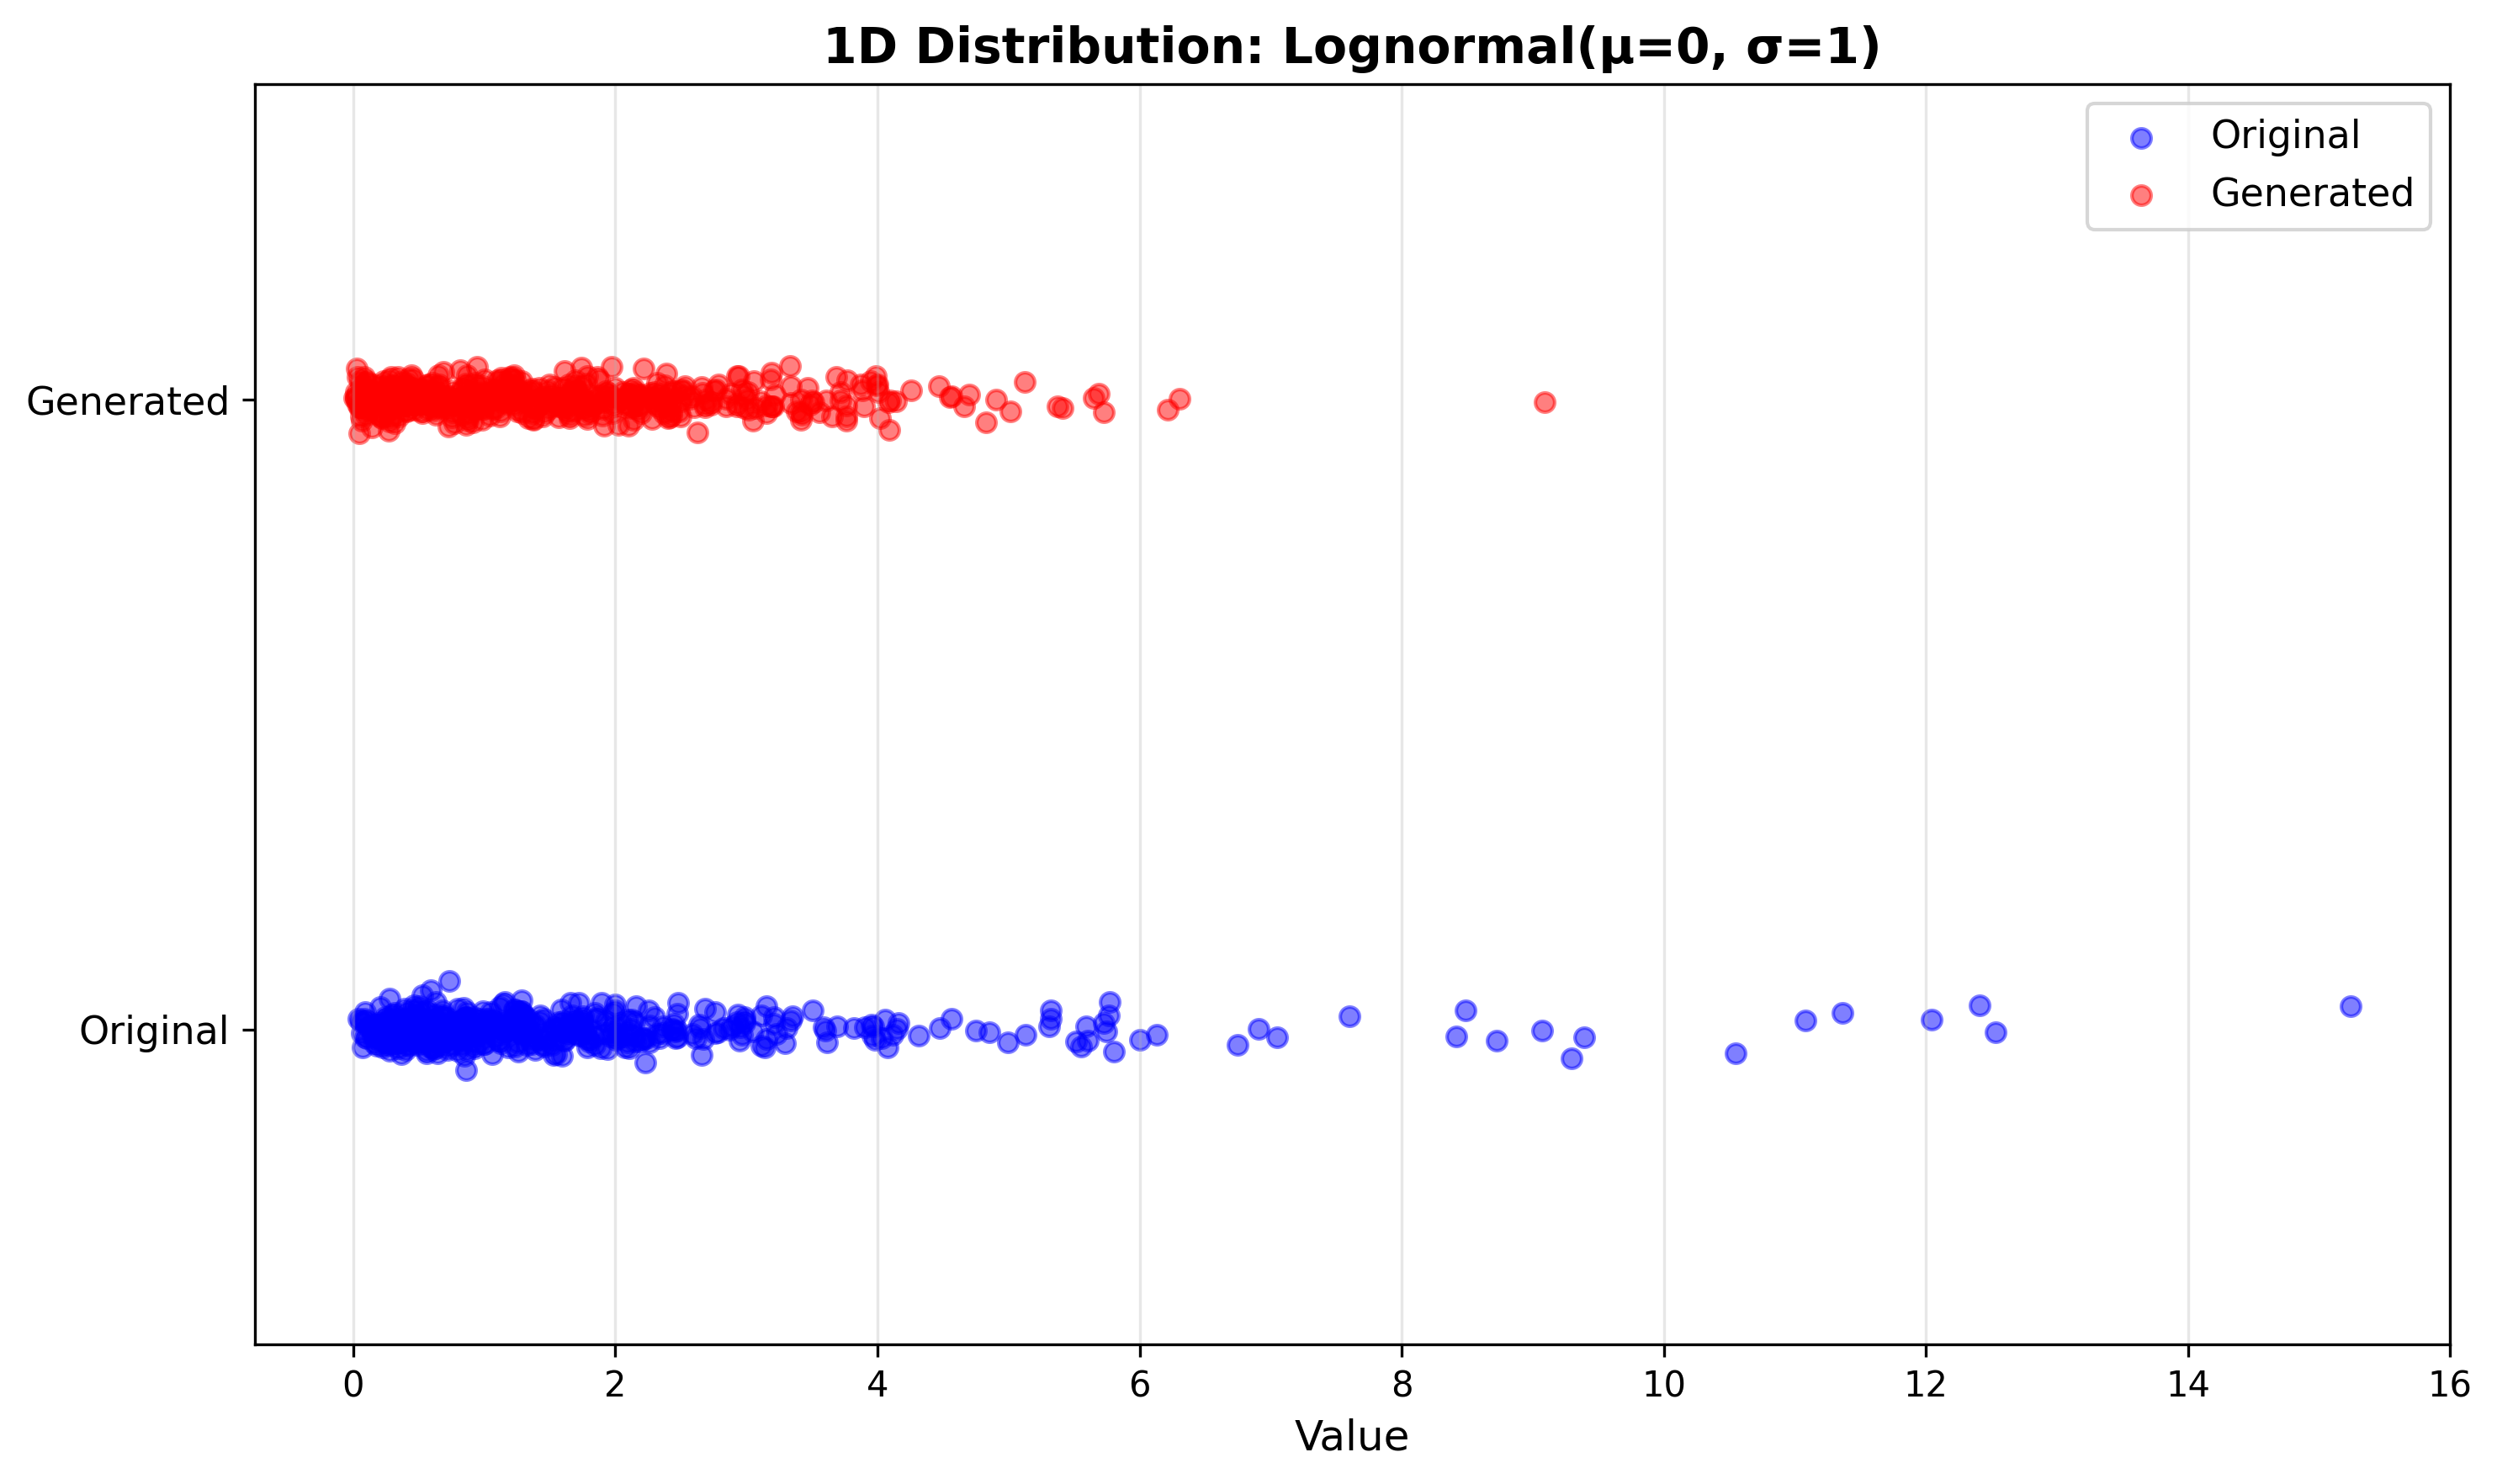 1D Distribution: Lognormal(μ=0, σ=1)
Original
Generated
Generated
Original
0 2 4 6 8 10 12 14 16
Value